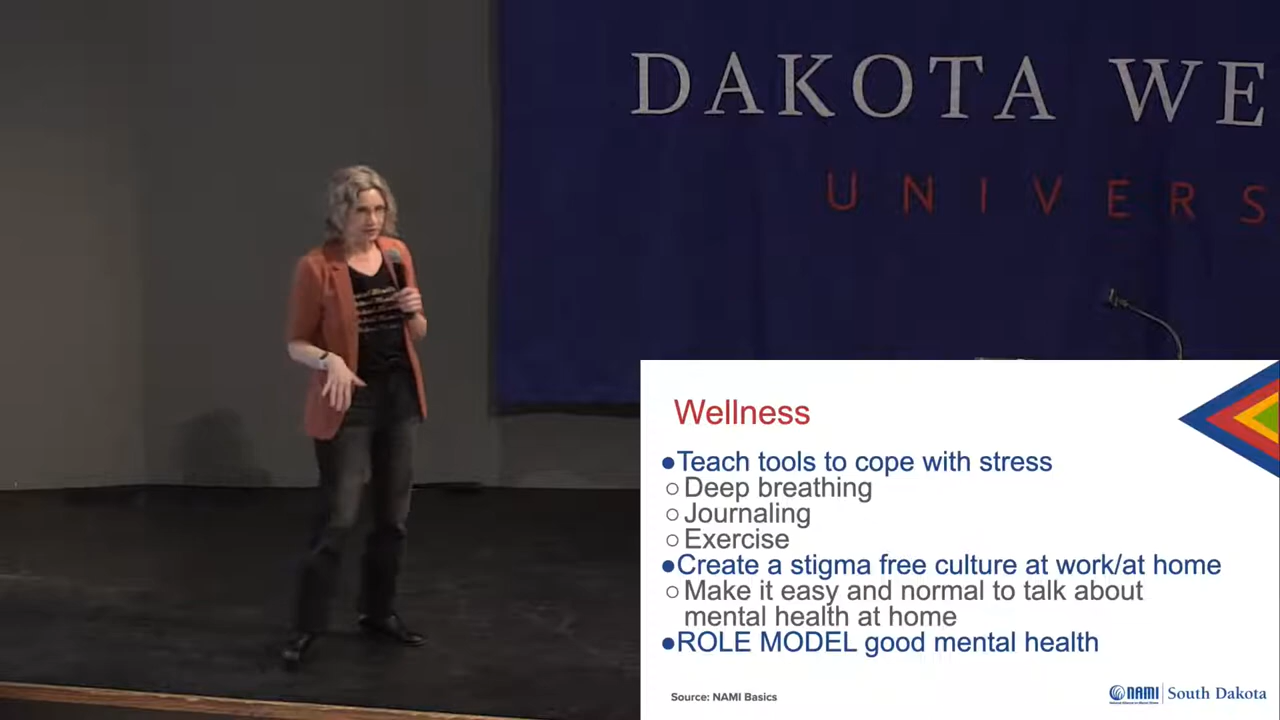 DAKOTA WE
UNIVERS
Wellness
●Teach tools to cope with stress
○Deep breathing
○Journaling
○Exercise
●Create a stigma free culture at work/at home
○Make it easy and normal to talk about
mental health at home
●ROLE MODEL good mental health
Source: NAMI Basics
NAMI South Dakota